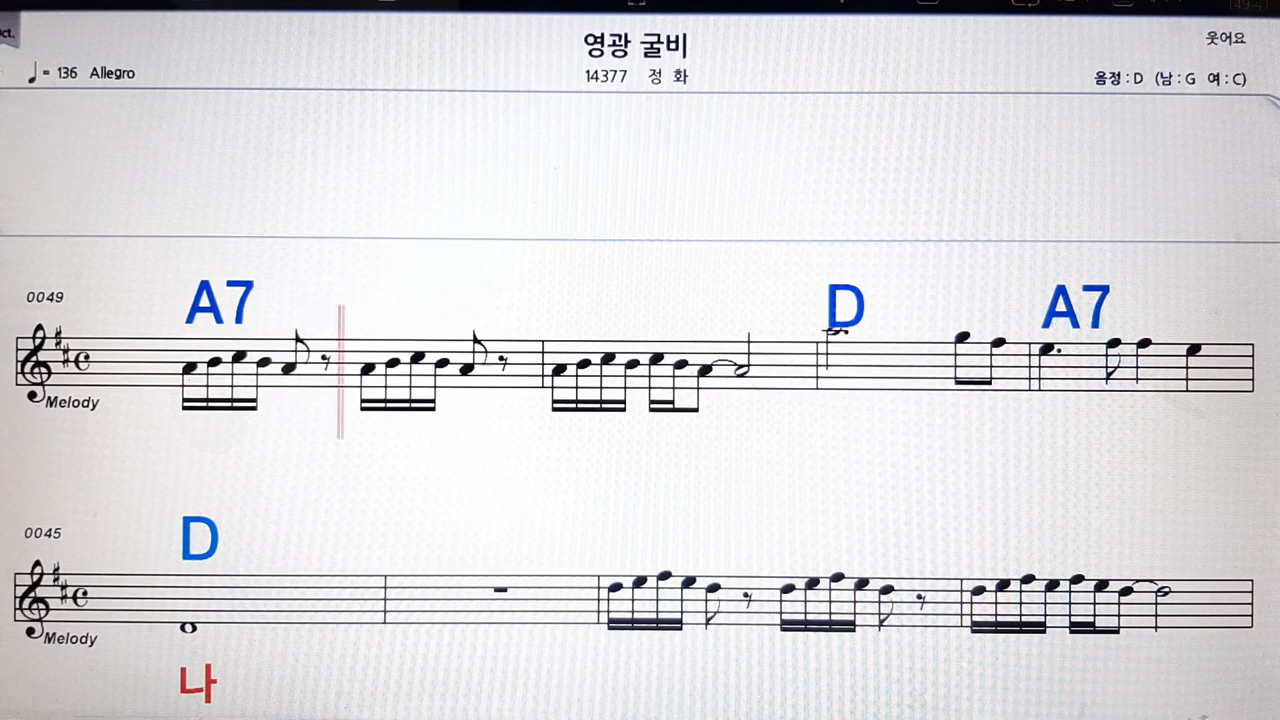 웃어요
영광 굴비
♩= 136 Allegro
14377 정 화
음정 : D (남 : G 여 : C)
0049
A7 D A7
Melody
0045
D
Melody
나